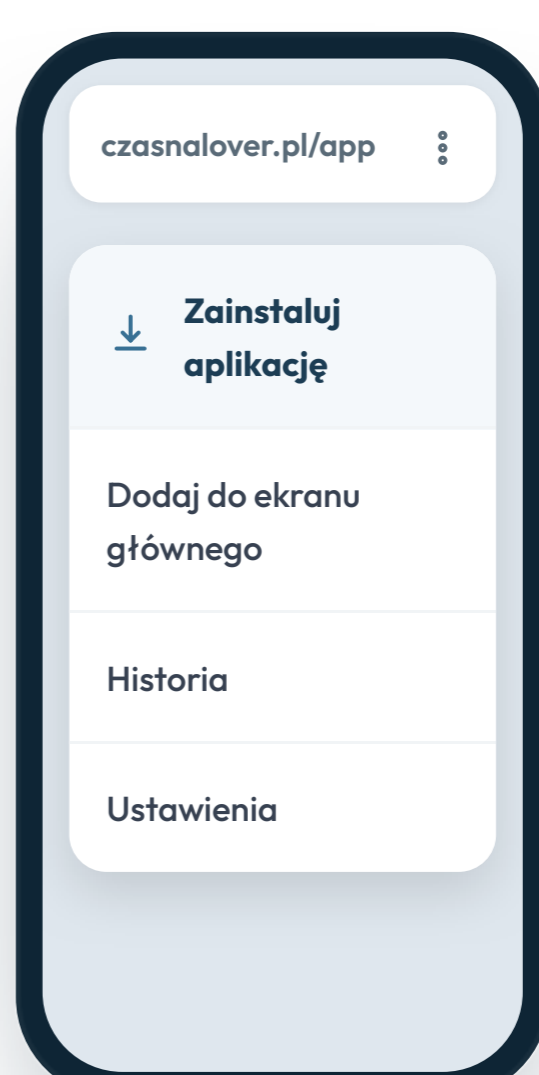 czasnalover.pl/app
Zainstaluj
aplikację
Dodaj do ekranu
głównego
Historia
Ustawienia